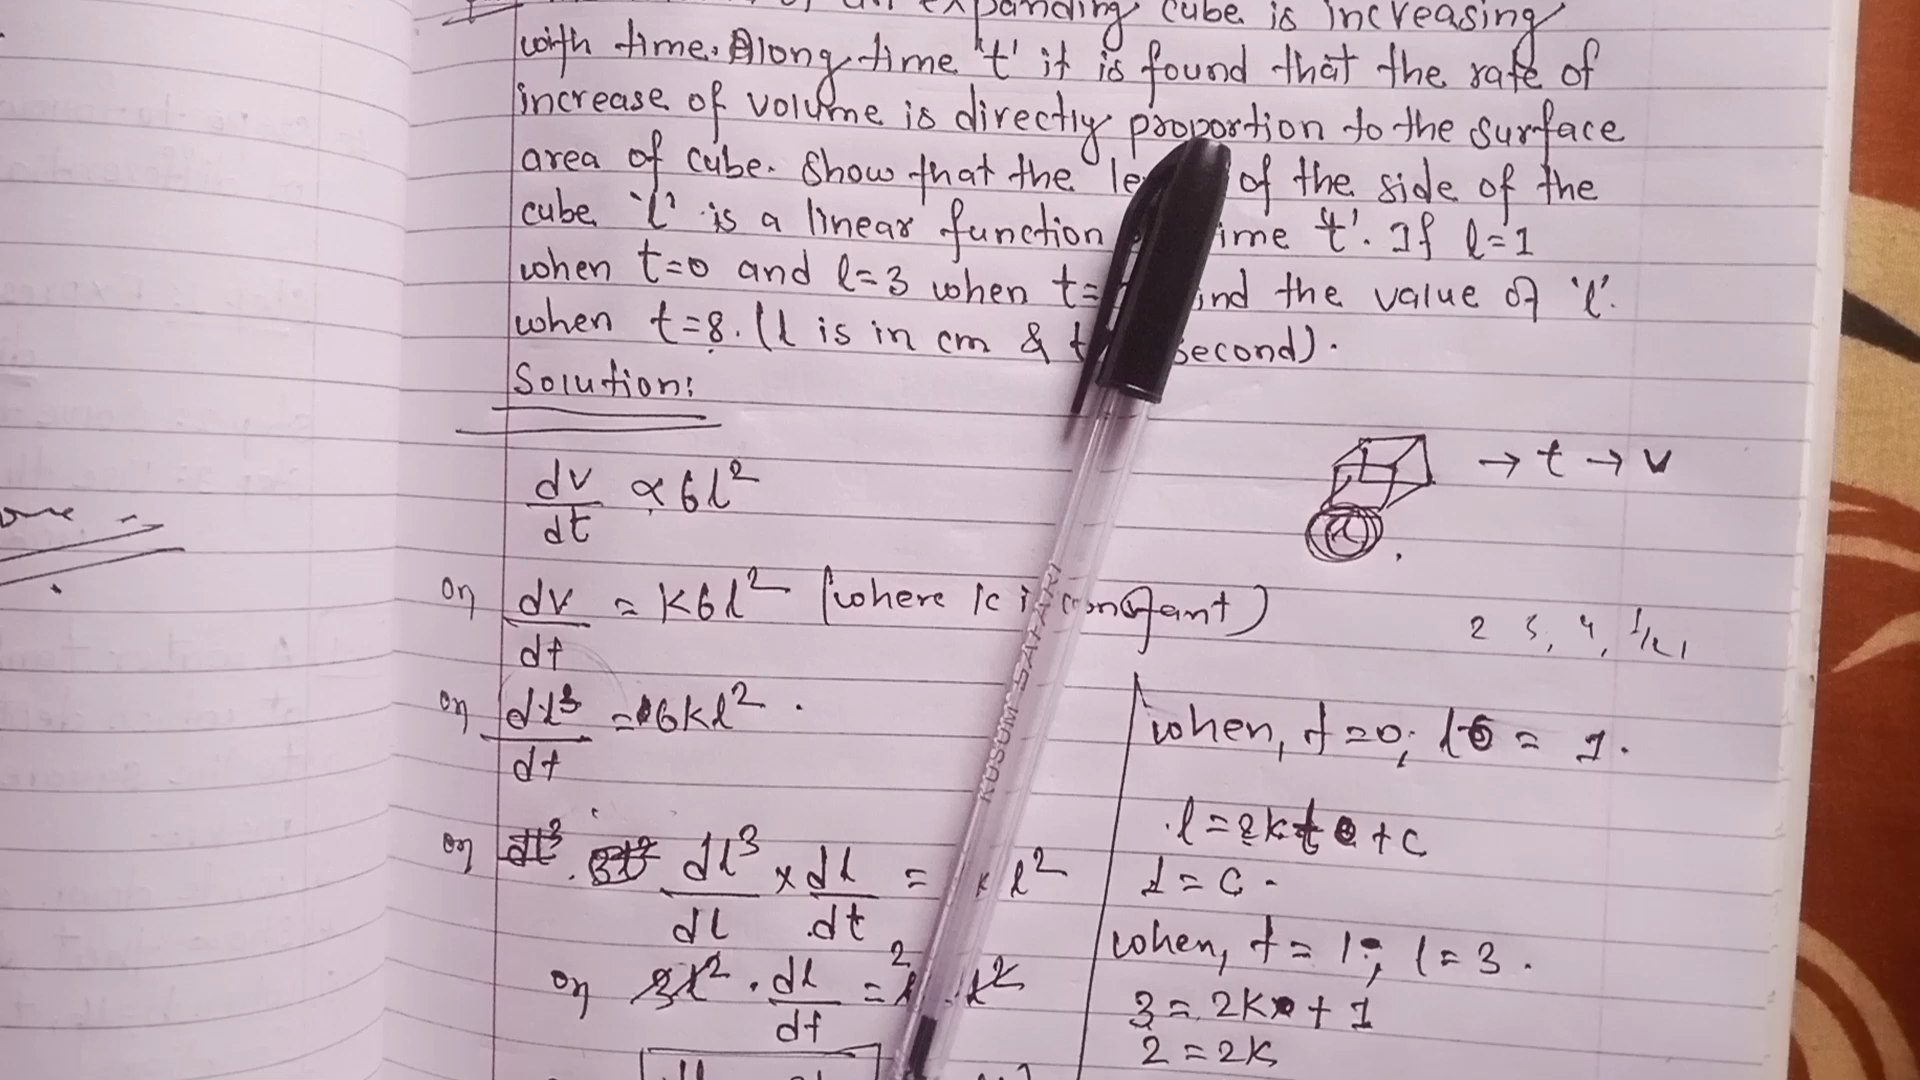 expanding cube is increasing
with time. Along time 't' it is found that the rate of
increase of volume is directly proportion to the surface
area of cube. Show that the of the side of the
cube 'l' is a linear function 't'. If l=1
when t=0 and l=3 when t= the value of 'l'.
when t=8. (l is in cm & t second).
Solution:
dv/dt ∝ 6l²
→ t → v
or dv/dt = k6l² (where k constant)
2 3, 4,
or dl³/dt = 6kl².
or dl³/dl × dl/dt = k l²
or 3l² . dl/dt = 2 l²
when, t=0; l = 1.
l = 2kt + c
1 = c
when, t = 1; l = 3.
3 = 2k + 1
2 = 2k
KUSUM SAFARI